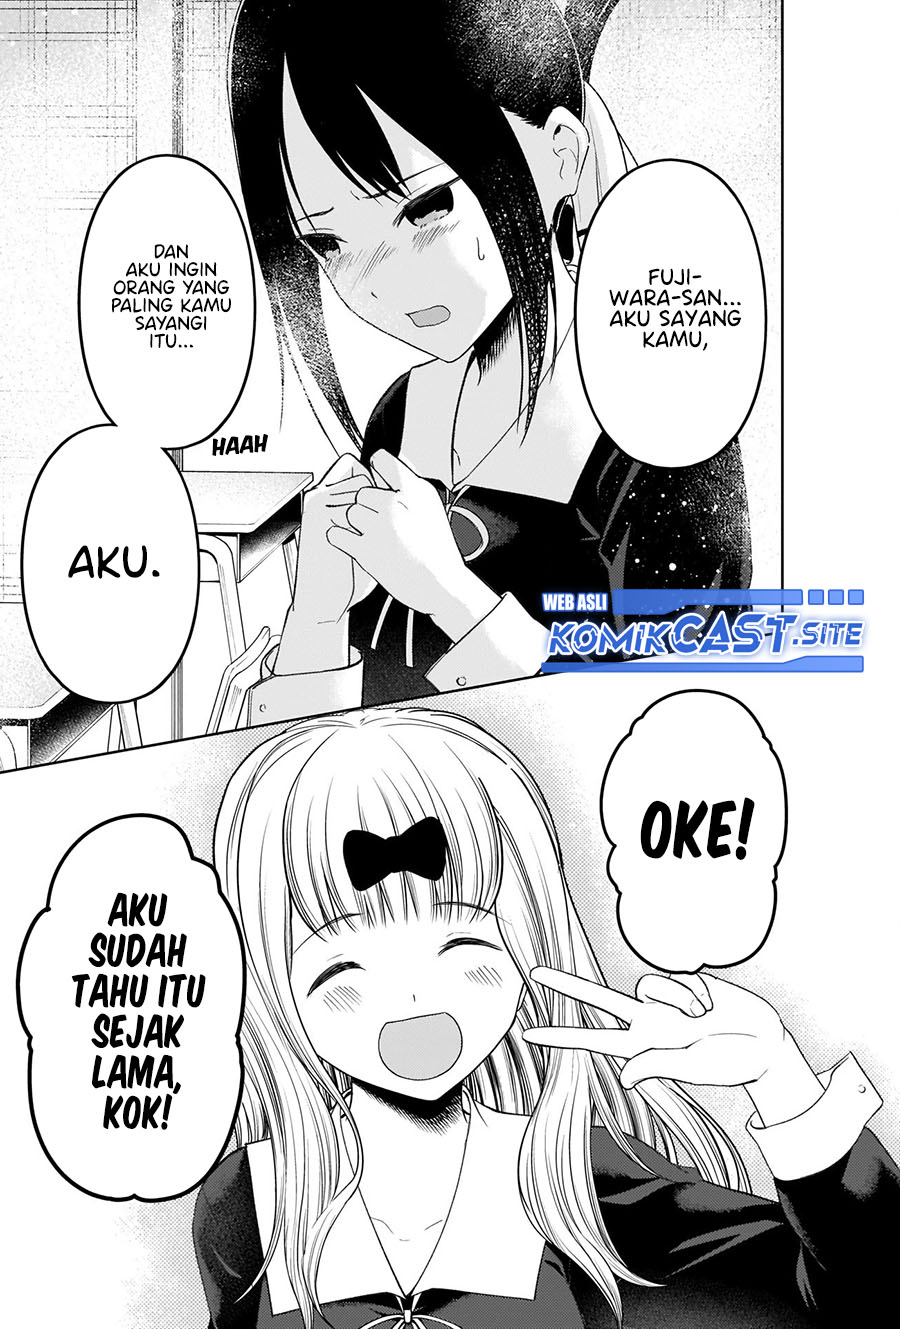 FUJI-
WARA-SAN...
AKU SAYANG
KAMU,
DAN
AKU INGIN
ORANG YANG
PALING KAMU
SAYANGI
ITU...
HAAH
AKU.
WEB ASLI
KOMIKCAST.SITE
OKE!
AKU
SUDAH
TAHU ITU
SEJAK
LAMA,
KOK!